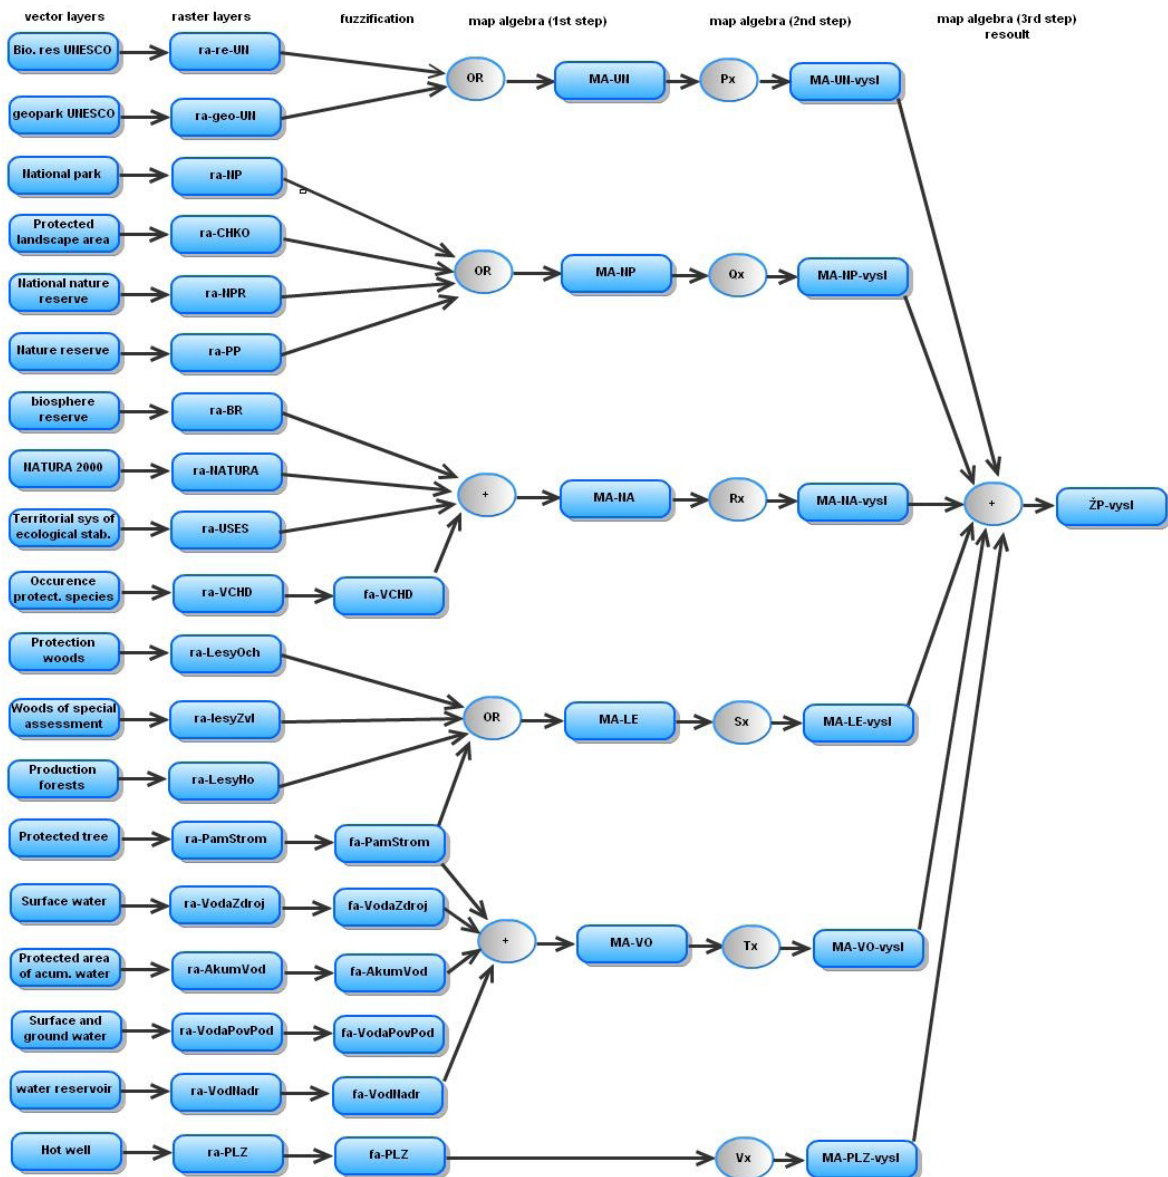 vector layers
raster layers
fuzzification
map algebra (1st step)
map algebra (2nd step)
map algebra (3rd step)
resoult
Bio. res UNESCO
ra-re-UN
OR
MA-UN
Px
MA-UN-vysl
geopark UNESCO
ra-geo-UN
National park
ra-NP
Protected
landscape area
ra-CHKO
OR
MA-NP
Qx
MA-NP-vysl
National nature
reserve
ra-NPR
Nature reserve
ra-PP
biosphere
reserve
ra-BR
NATURA 2000
ra-NATURA
+
MA-NA
Rx
MA-NA-vysl
+
ŽP-vysl
Territorial sys of
ecological stab.
ra-USES
Occurence
protect. species
ra-VCHD
fa-VCHD
Protection
woods
ra-LesyOch
Woods of special
assessment
ra-lesyZvl
OR
MA-LE
Sx
MA-LE-vysl
Production
forests
ra-LesyHo
Protected tree
ra-PamStrom
fa-PamStrom
Surface water
ra-VodaZdroj
fa-VodaZdroj
+
MA-VO
Tx
MA-VO-vysl
Protected area
of acum. water
ra-AkumVod
fa-AkumVod
Surface and
ground water
ra-VodaPovPod
fa-VodaPovPod
water reservoir
ra-VodNadr
fa-VodNadr
Hot well
ra-PLZ
fa-PLZ
Vx
MA-PLZ-vysl